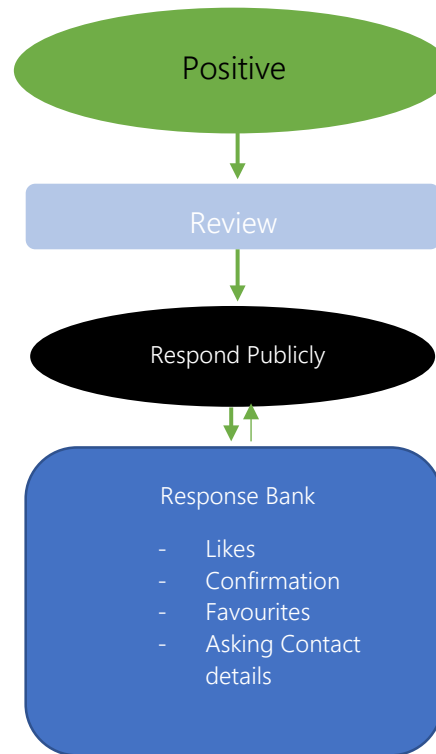 Positive
Review
Respond Publicly
Response Bank
- Likes
- Confirmation
- Favourites
- Asking Contact
details